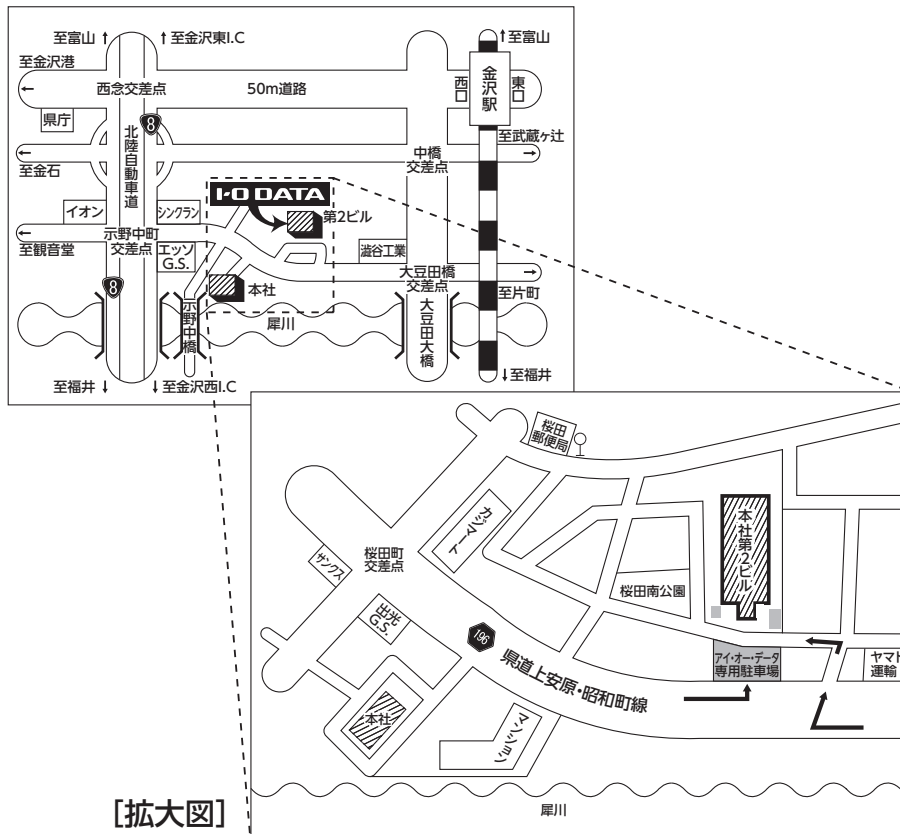 至富山
至金沢東I.C
至富山
至金沢港
西念交差点
50m道路
西口
金沢駅
東口
県庁
8
北陸自動車道
至武蔵ヶ辻
中橋
交差点
至金石
I-O DATA
イオン
シンクラン
第2ビル
示野中町
交差点
至観音堂
エッソ
G.S.
澁谷工業
大豆田橋
交差点
8
本社
至片町
示野中橋
犀川
大豆田大橋
至福井
至金沢西I.C
至福井
桜田
郵便局
カジマート
本社第2ビル
桜田町
交差点
サンクス
桜田南公園
出光
G.S.
196
県道上安原・昭和町線
アイ・オー・データ
専用駐車場
ヤマト
運輸
本社
マンション
犀川
[拡大図]